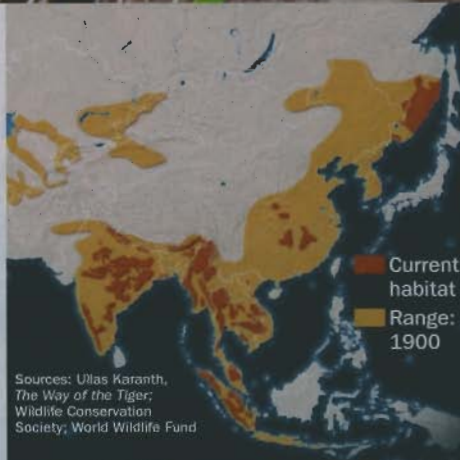 Current
habitat
Range:
1900
Sources: Ullas Karanth,
The Way of the Tiger;
Wildlife Conservation
Society; World Wildlife Fund